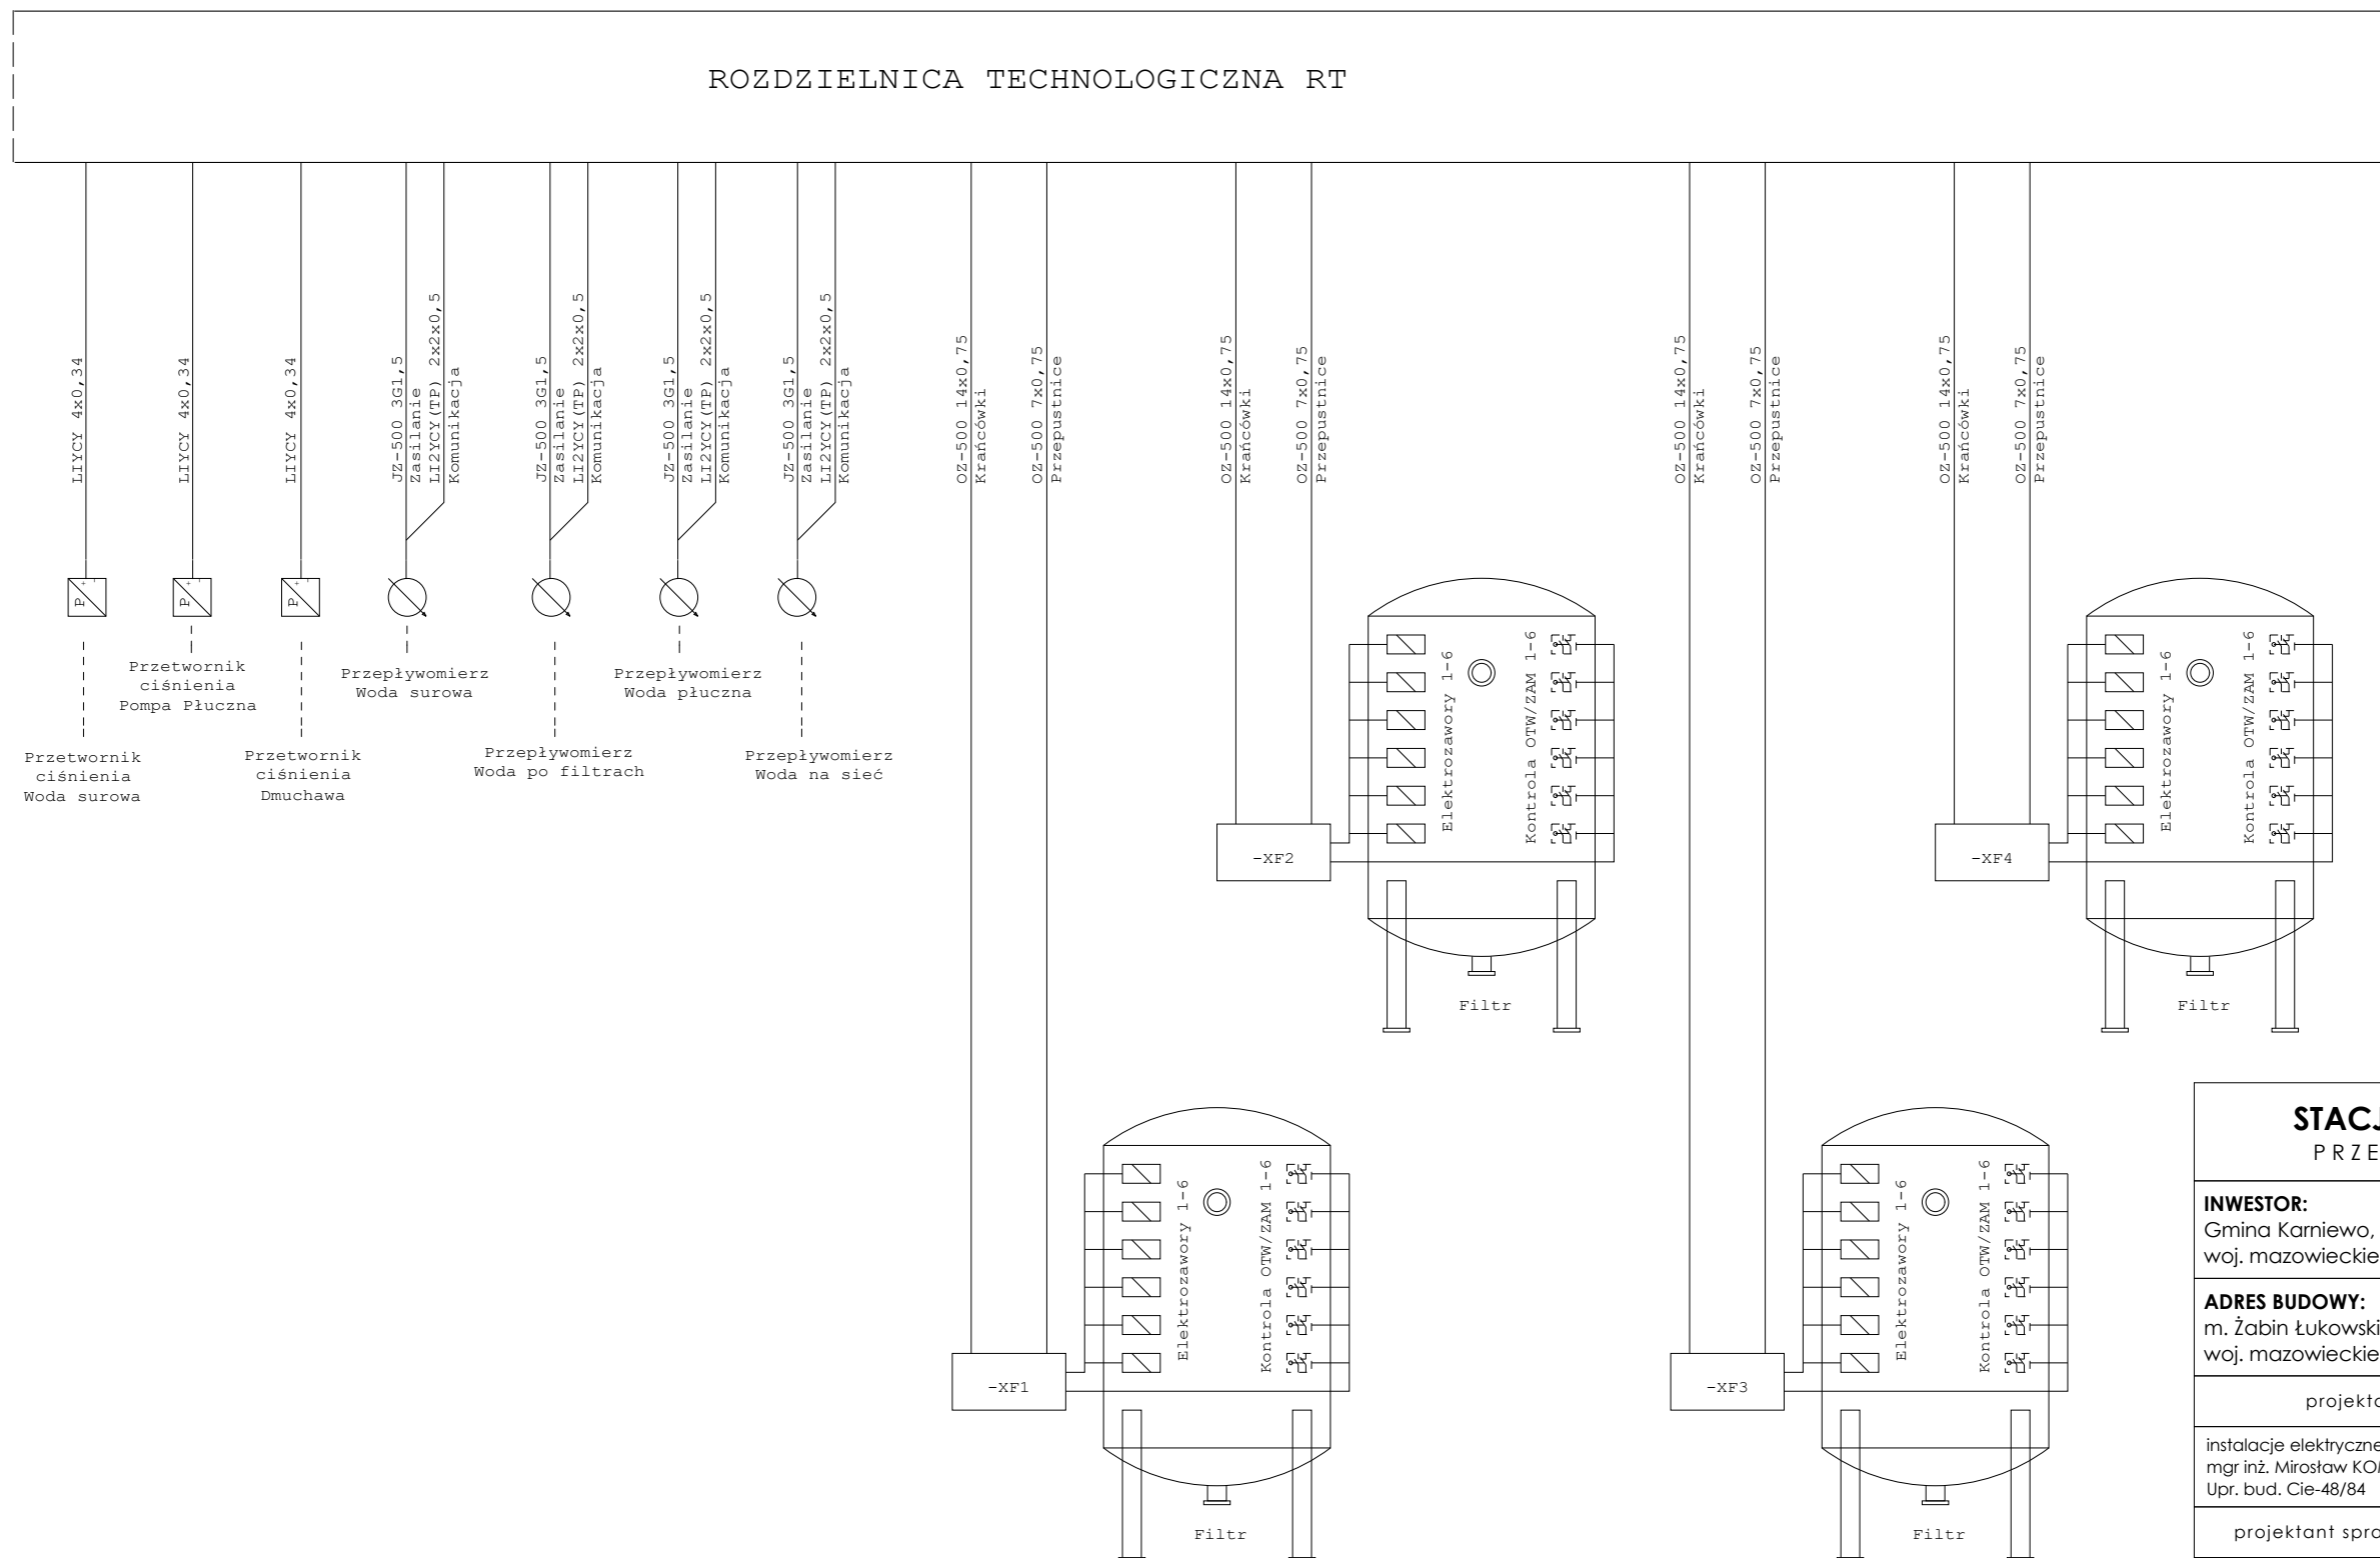 ROZDZIELNICA TECHNOLOGICZNA RT
LIYCY 4x0,34
LIYCY 4x0,34
LIYCY 4x0,34
JZ-500 3G1,5
Zasilanie
LI2YCY(TP) 2x2x0,5
Komunikacja
JZ-500 3G1,5
Zasilanie
LI2YCY(TP) 2x2x0,5
Komunikacja
JZ-500 3G1,5
Zasilanie
LI2YCY(TP) 2x2x0,5
Komunikacja
JZ-500 3G1,5
Zasilanie
LI2YCY(TP) 2x2x0,5
Komunikacja
OZ-500 14x0,75
Krańcówki
OZ-500 7x0,75
Przepustnice
OZ-500 14x0,75
Krańcówki
OZ-500 7x0,75
Przepustnice
OZ-500 14x0,75
Krańcówki
OZ-500 7x0,75
Przepustnice
OZ-500 14x0,75
Krańcówki
OZ-500 7x0,75
Przepustnice
P + -
P + -
P + -
Przetwornik
ciśnienia
Woda surowa
Przetwornik
ciśnienia
Pompa Płuczna
Przetwornik
ciśnienia
Dmuchawa
Przepływomierz
Woda surowa
Przepływomierz
Woda po filtrach
Przepływomierz
Woda płuczna
Przepływomierz
Woda na sieć
-XF2
Elektrozawory 1-6
Kontrola OTW/ZAM 1-6
Filtr
-XF4
Elektrozawory 1-6
Kontrola OTW/ZAM 1-6
Filtr
-XF1
Elektrozawory 1-6
Kontrola OTW/ZAM 1-6
Filtr
-XF3
Elektrozawory 1-6
Kontrola OTW/ZAM 1-6
Filtr
STACJ
PRZE
INWESTOR:
Gmina Karniewo,
woj. mazowieckie
ADRES BUDOWY:
m. Żabin Łukowski
woj. mazowieckie
projekta
instalacje elektryczne
mgr inż. Mirosław KO
Upr. bud. Cie-48/84
projektant spra